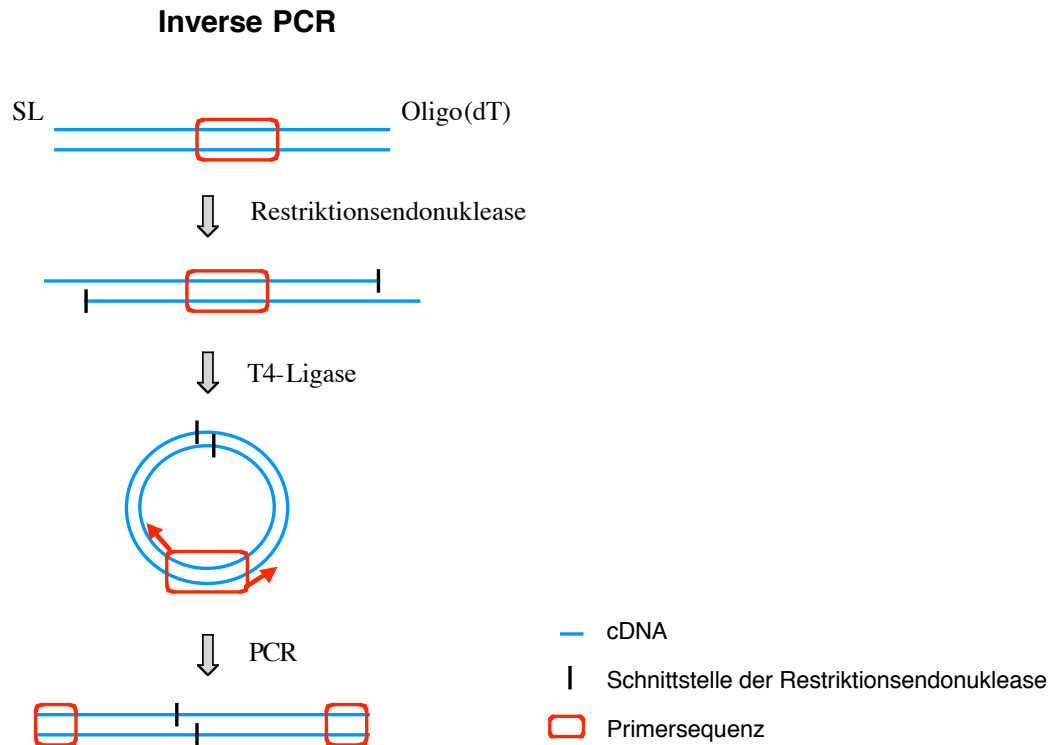 Inverse PCR
SL
Oligo(dT)
Restriktionsendonuklease
T4-Ligase
PCR
cDNA
Schnittstelle der Restriktionsendonuklease
Primersequenz